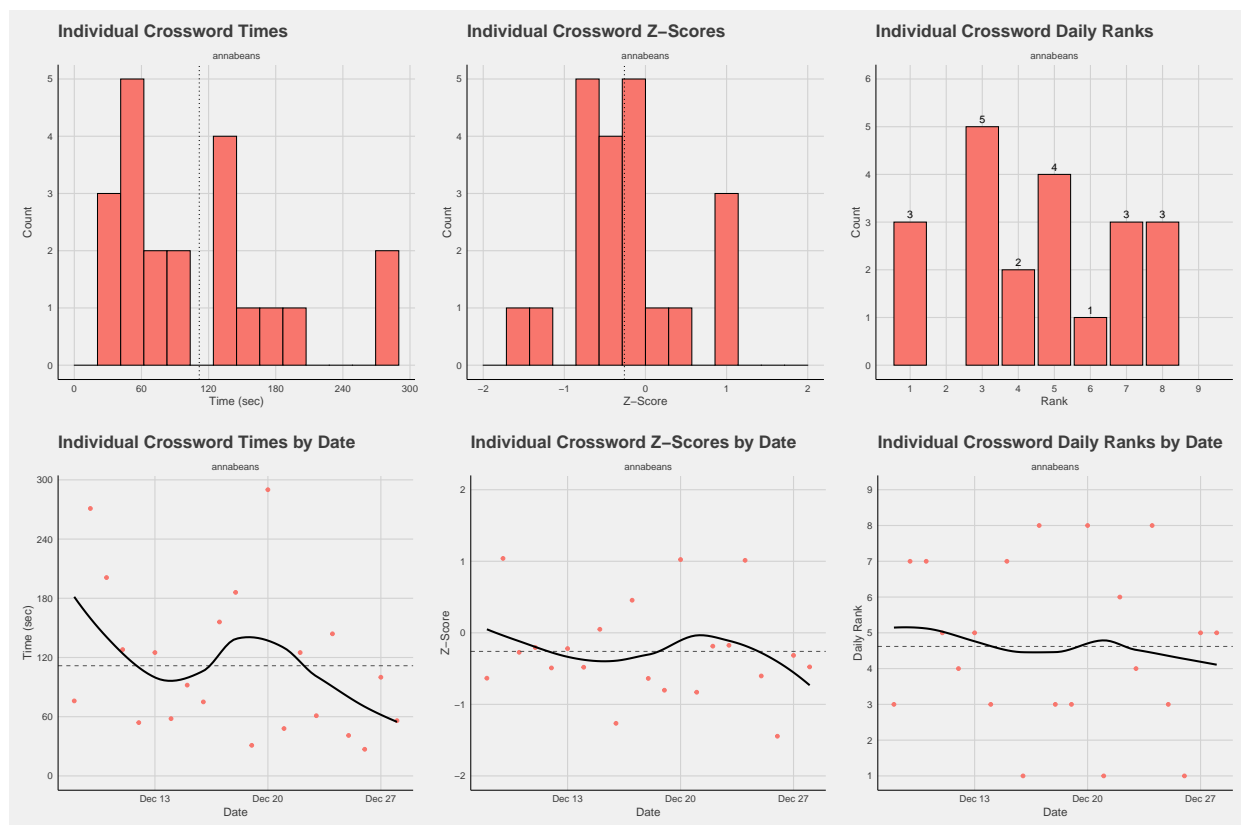 Individual Crossword Times
annabeans
5
4
3
2
1
0
Count
0 60 120 180 240 300
Time (sec)
Individual Crossword Z−Scores
annabeans
5
4
3
2
1
0
Count
−2 −1 0 1 2
Z−Score
Individual Crossword Daily Ranks
annabeans
6
5
4
3
2
1
0
Count
3 5 2 4 1 3 3
1 2 3 4 5 6 7 8 9
Rank
Individual Crossword Times by Date
annabeans
300
240
180
120
60
0
Time (sec)
Dec 13 Dec 20 Dec 27
Date
Individual Crossword Z−Scores by Date
annabeans
2
1
0
−1
−2
Z−Score
Dec 13 Dec 20 Dec 27
Date
Individual Crossword Daily Ranks by Date
annabeans
9
8
7
6
5
4
3
2
1
Daily Rank
Dec 13 Dec 20 Dec 27
Date